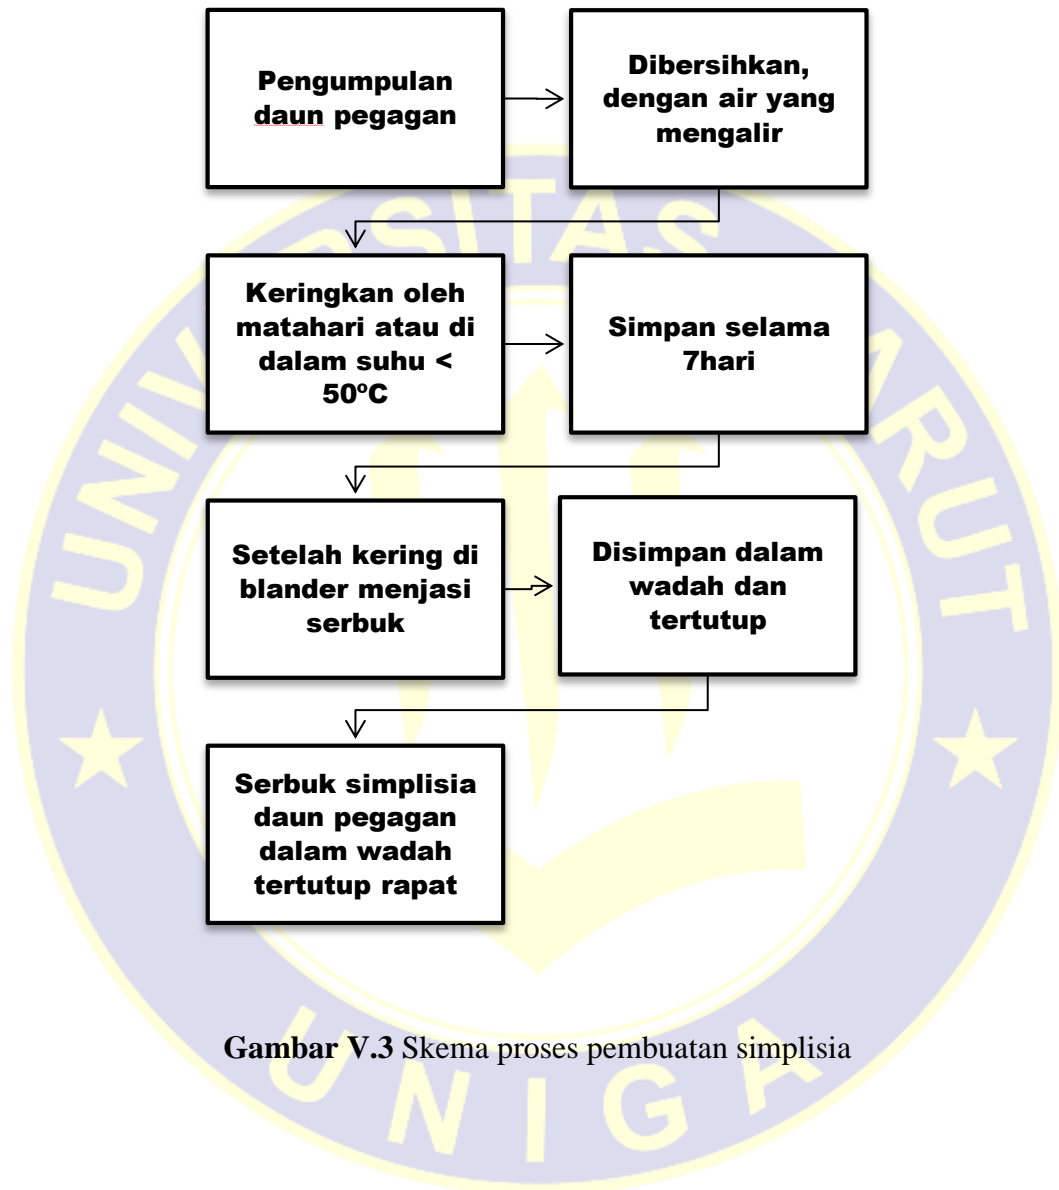 Pengumpulan
daun pegagan
Dibersihkan,
dengan air yang
mengalir
Keringkan oleh
matahari atau di
dalam suhu <
50ºC
Simpan selama
7hari
Setelah kering di
blander menjasi
serbuk
Disimpan dalam
wadah dan
tertutup
Serbuk simplisia
daun pegagan
dalam wadah
tertutup rapat
Gambar V.3 Skema proses pembuatan simplisia
UNIGA